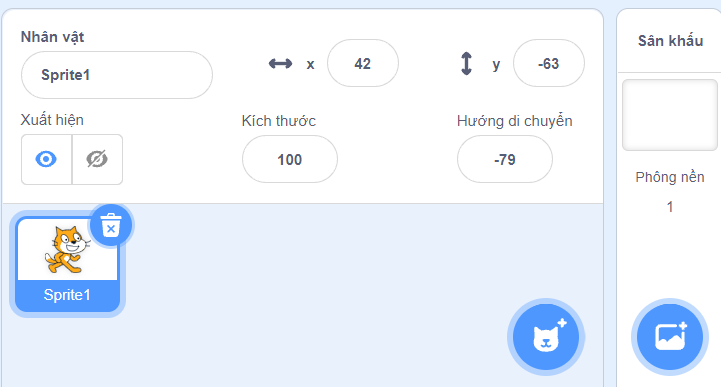 Nhân vật
Sprite1
x 42
y -63
Xuất hiện
Kích thước
100
Hướng di chuyển
-79
Sprite1
Sân khấu
Phông nền
1